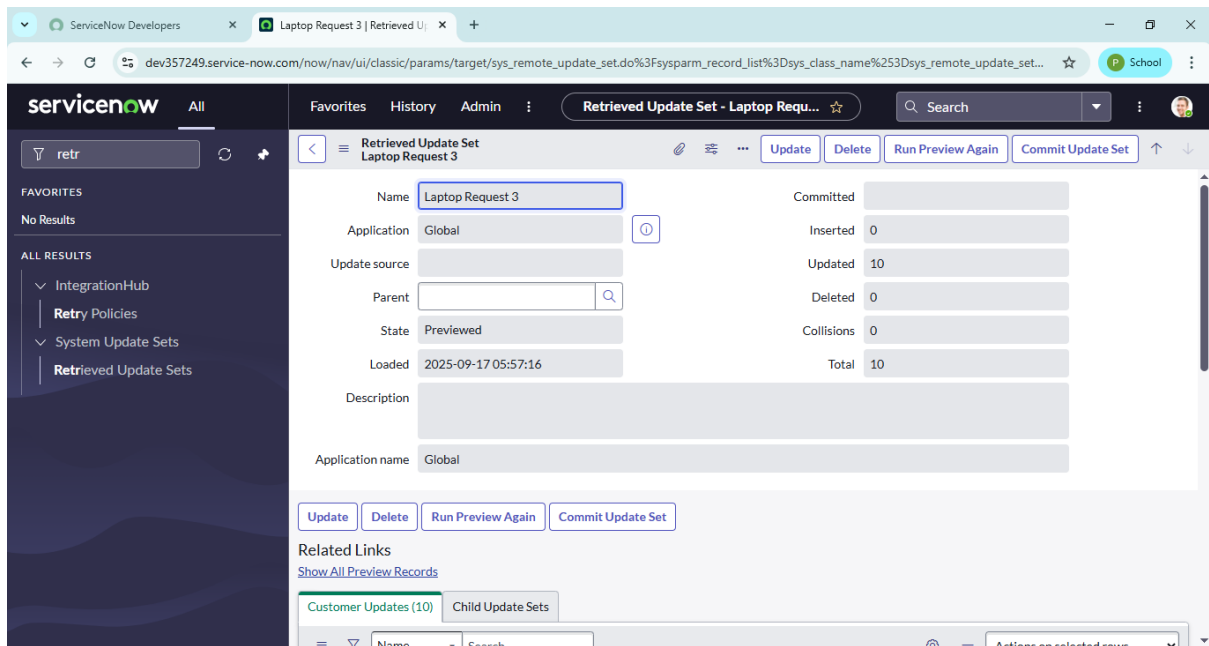 ServiceNow Developers
Laptop Request 3 | Retrieved U
dev357249.service-now.com/now/nav/ui/classic/params/target/sys_remote_update_set.do%3Fsysparm_record_list%3Dsys_class_name%253Dsys_remote_update_set...
P School
servicenow All Favorites History Admin Retrieved Update Set - Laptop Requ... Search
retr
FAVORITES
No Results
ALL RESULTS
IntegrationHub
Retry Policies
System Update Sets
Retrieved Update Sets
Retrieved Update Set
Laptop Request 3
Update Delete Run Preview Again Commit Update Set
Name Laptop Request 3 Committed
Application Global Inserted 0
Update source Updated 10
Parent Deleted 0
State Previewed Collisions 0
Loaded 2025-09-17 05:57:16 Total 10
Description
Application name Global
Update Delete Run Preview Again Commit Update Set
Related Links
Show All Preview Records
Customer Updates (10) Child Update Sets
Name Search Actions on selected rows...